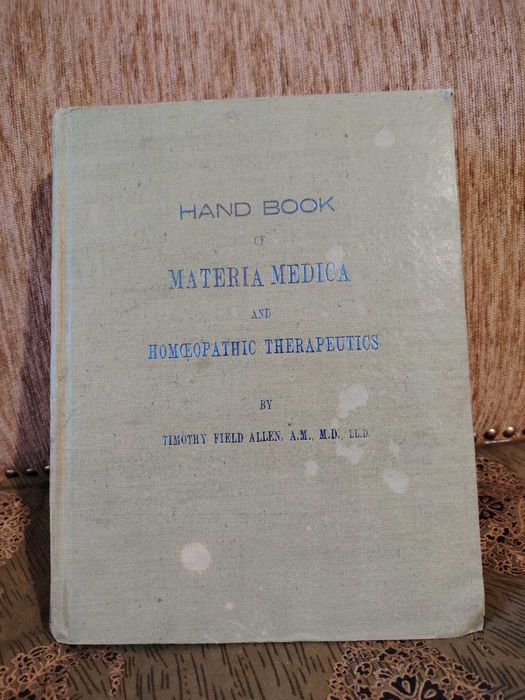 HAND BOOK
OF
MATERIA MEDICA
AND
HOMŒOPATHIC THERAPEUTICS
BY
TIMOTHY FIELD ALLEN, A.M., M.D., LL.D.